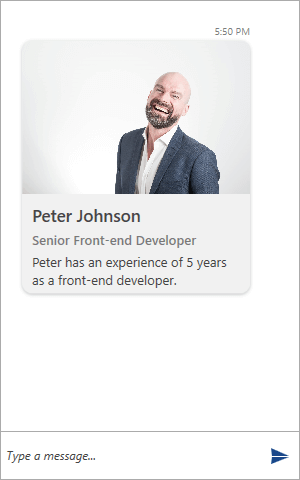 5:50 PM
Peter Johnson
Senior Front-end Developer
Peter has an experience of 5 years
as a front-end developer.
Type a message...